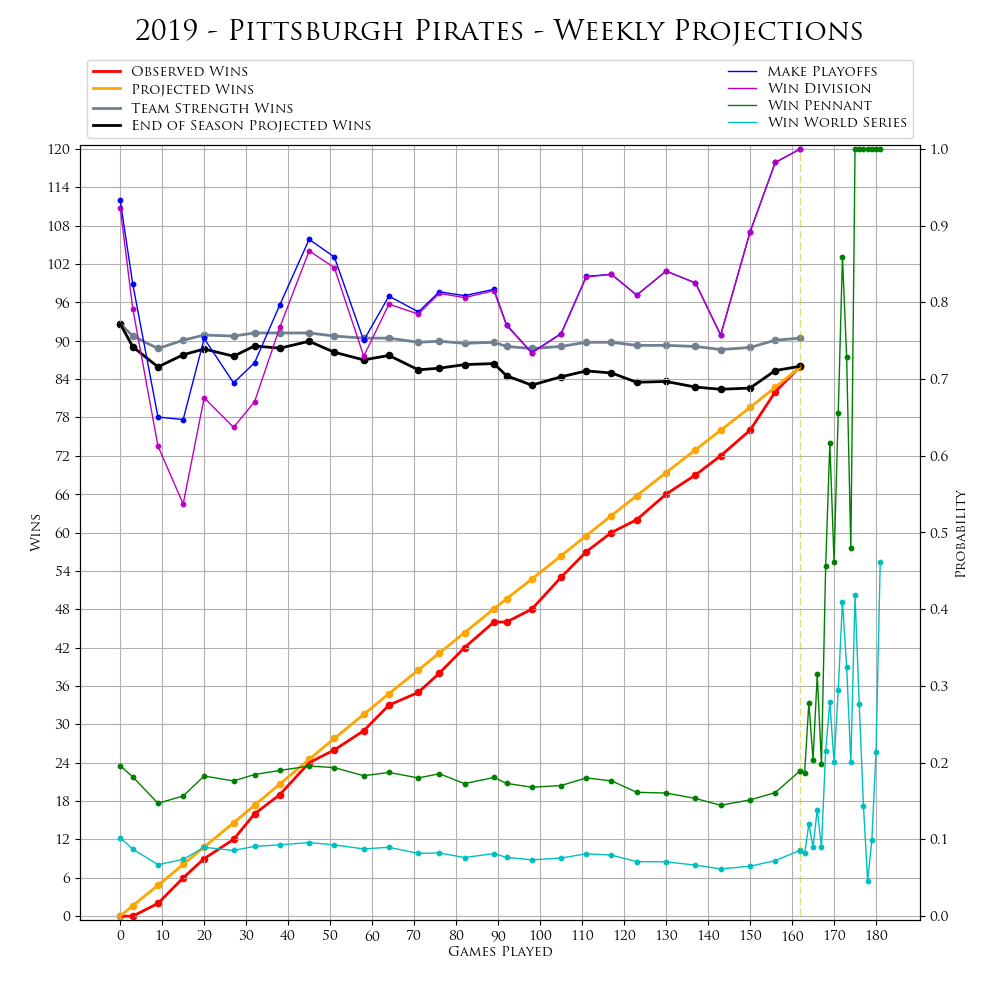 2019 - Pittsburgh Pirates - Weekly Projections
Observed Wins
Projected Wins
Team Strength Wins
End of Season Projected Wins
Make Playoffs
Win Division
Win Pennant
Win World Series
120
114
108
102
96
90
84
78
72
66
60
54
48
42
36
30
24
18
12
6
0
Wins
1.0
0.9
0.8
0.7
0.6
0.5
0.4
0.3
0.2
0.1
0.0
Probability
0 10 20 30 40 50 60 70 80 90 100 110 120 130 140 150 160 170 180
Games Played